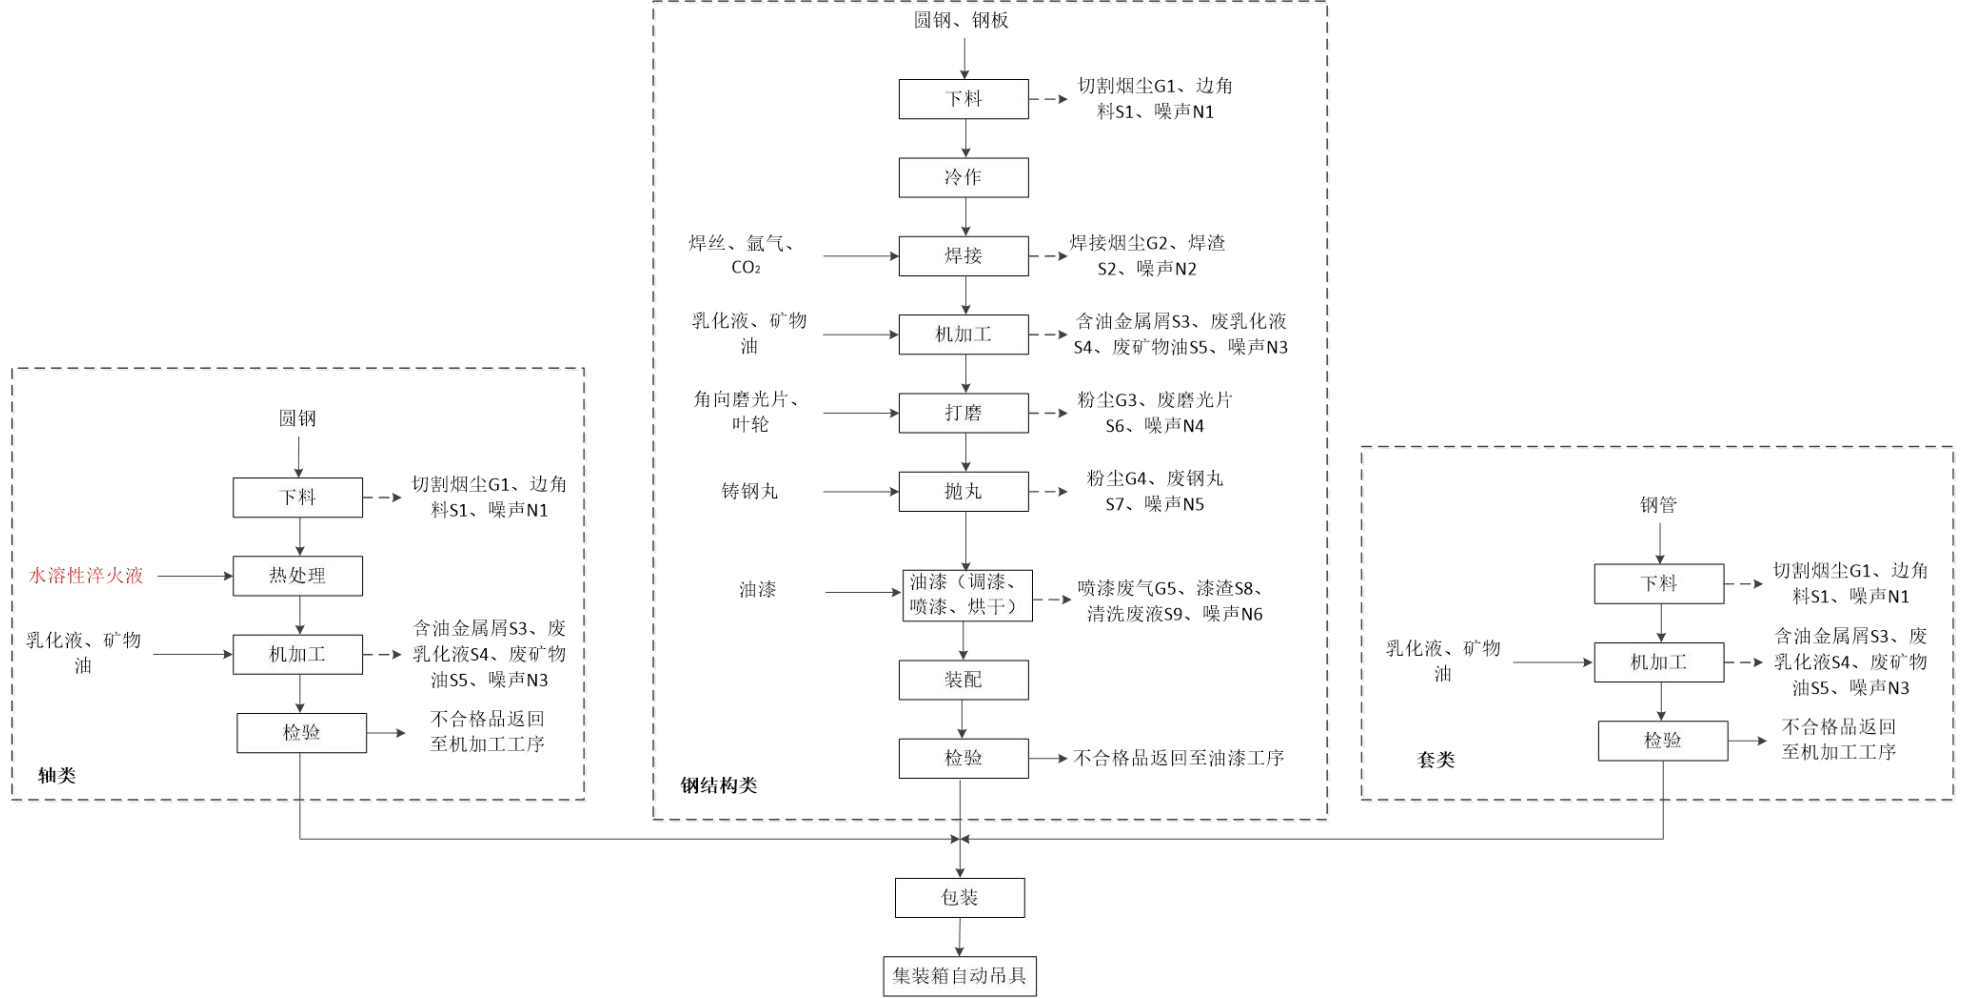 圆钢、钢板
下料
切割烟尘G1、边角
料S1、噪声N1
冷作
焊丝、氩气、
CO₂
焊接
焊接烟尘G2、焊渣
S2、噪声N2
乳化液、矿物
油
机加工
含油金属屑S3、废乳化液
S4、废矿物油S5、噪声N3
角向磨光片、
叶轮
打磨
粉尘G3、废磨光片
S6、噪声N4
铸钢丸
抛丸
粉尘G4、废钢丸
S7、噪声N5
油漆
油漆（调漆、
喷漆、烘干）
喷漆废气G5、漆渣S8、
清洗废液S9、噪声N6
装配
检验
不合格品返回至油漆工序
钢结构类
圆钢
下料
切割烟尘G1、边角
料S1、噪声N1
水溶性淬火液
热处理
乳化液、矿物
油
机加工
含油金属屑S3、废
乳化液S4、废矿物
油S5、噪声N3
检验
不合格品返回
至机加工工序
轴类
钢管
下料
切割烟尘G1、边角
料S1、噪声N1
乳化液、矿物
油
机加工
含油金属屑S3、废
乳化液S4、废矿物
油S5、噪声N3
检验
不合格品返回
至机加工工序
套类
包装
集装箱自动吊具